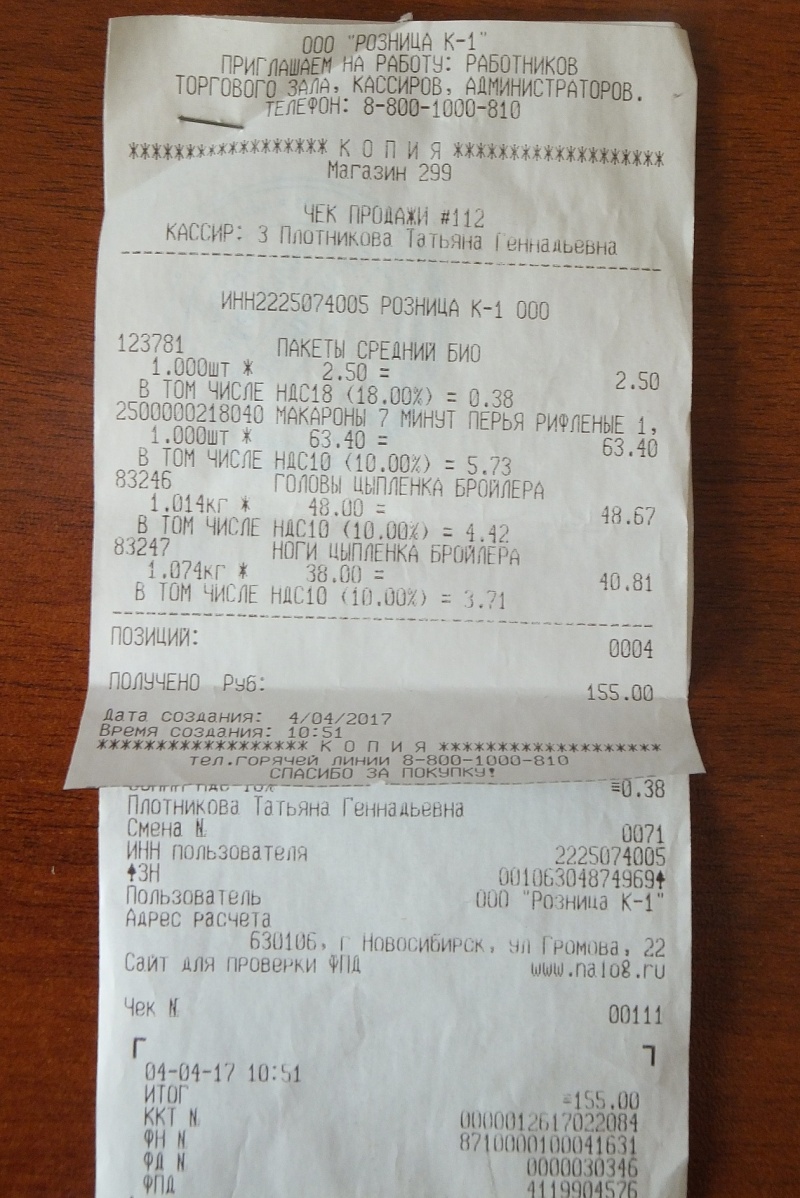 ООО "РОЗНИЦА К-1"
ПРИГЛАШАЕМ НА РАБОТУ: РАБОТНИКОВ
ТОРГОВОГО ЗАЛА, КАССИРОВ, АДМИНИСТРАТОРОВ.
ТЕЛЕФОН: 8-800-1000-810
****************** К О П И Я *******************
Магазин 299
ЧЕК ПРОДАЖИ #112
КАССИР: 3 Плотникова Татьяна Геннадьевна
ИНН2225074005 РОЗНИЦА К-1 ООО
123781 ПАКЕТЫ СРЕДНИЙ БИО
1.000шт * 2.50 = 2.50
В ТОМ ЧИСЛЕ НДС18 (18.00%) = 0.38
2500000218040 МАКАРОНЫ 7 МИНУТ ПЕРЬЯ РИФЛЕНЫЕ 1,
1.000шт * 63.40 = 63.40
В ТОМ ЧИСЛЕ НДС10 (10.00%) = 5.73
83246 ГОЛОВЫ ЦЫПЛЕНКА БРОЙЛЕРА
1.014кг * 48.00 = 48.67
В ТОМ ЧИСЛЕ НДС10 (10.00%) = 4.42
83247 НОГИ ЦЫПЛЕНКА БРОЙЛЕРА
1.074кг * 38.00 = 40.81
В ТОМ ЧИСЛЕ НДС10 (10.00%) = 3.71
ПОЗИЦИЙ: 0004
ПОЛУЧЕНО Руб: 155.00
Дата создания: 4/04/2017
Время создания: 10:51
****************** К О П И Я *******************
тел.горячей линии 8-800-1000-810
СПАСИБО ЗА ПОКУПКУ!
≡0.38
Плотникова Татьяна Геннадьевна
Смена № 0071
ИНН пользователя 2225074005
↑ЗН 00106304874969↑
Пользователь ООО "Розница К-1"
Адрес расчета
630106, г Новосибирск, ул Громова, 22
Сайт для проверки ФПД www.nalog.ru
Чек № 00111
04-04-17 10:51
ИТОГ ≡155.00
ККТ № 0000012617022084
ФН № 8710000100041631
ФД № 0000030346
ФПД 4119904576